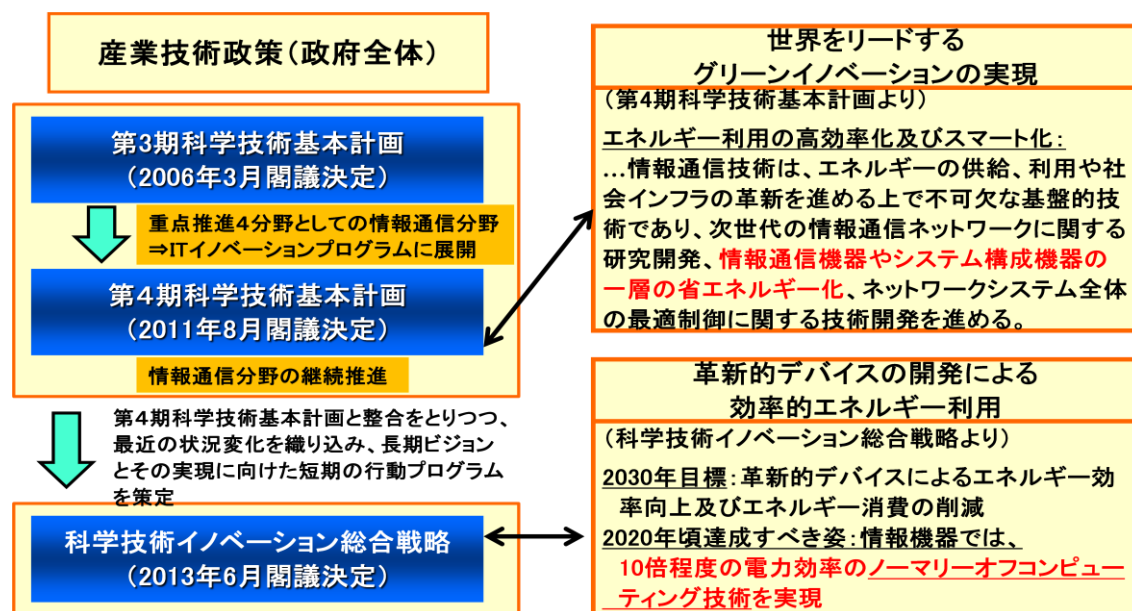 産業技術政策(政府全体)
第3期科学技術基本計画
(2006年3月閣議決定)
重点推進4分野としての情報通信分野
⇒ITイノベーションプログラムに展開
第4期科学技術基本計画
(2011年8月閣議決定)
情報通信分野の継続推進
第4期科学技術基本計画と整合をとりつつ、
最近の状況変化を織り込み、長期ビジョン
とその実現に向けた短期の行動プログラム
を策定
科学技術イノベーション総合戦略
(2013年6月閣議決定)
世界をリードする
グリーンイノベーションの実現
(第4期科学技術基本計画より)
エネルギー利用の高効率化及びスマート化:
…情報通信技術は、エネルギーの供給、利用や社
会インフラの革新を進める上で不可欠な基盤的技
術であり、次世代の情報通信ネットワークに関する
研究開発、情報通信機器やシステム構成機器の
一層の省エネルギー化、ネットワークシステム全体
の最適制御に関する技術開発を進める。
革新的デバイスの開発による
効率的エネルギー利用
(科学技術イノベーション総合戦略より)
2030年目標:革新的デバイスによるエネルギー効
率向上及びエネルギー消費の削減
2020年頃達成すべき姿:情報機器では、
10倍程度の電力効率のノーマリーオフコンピュー
ティング技術を実現